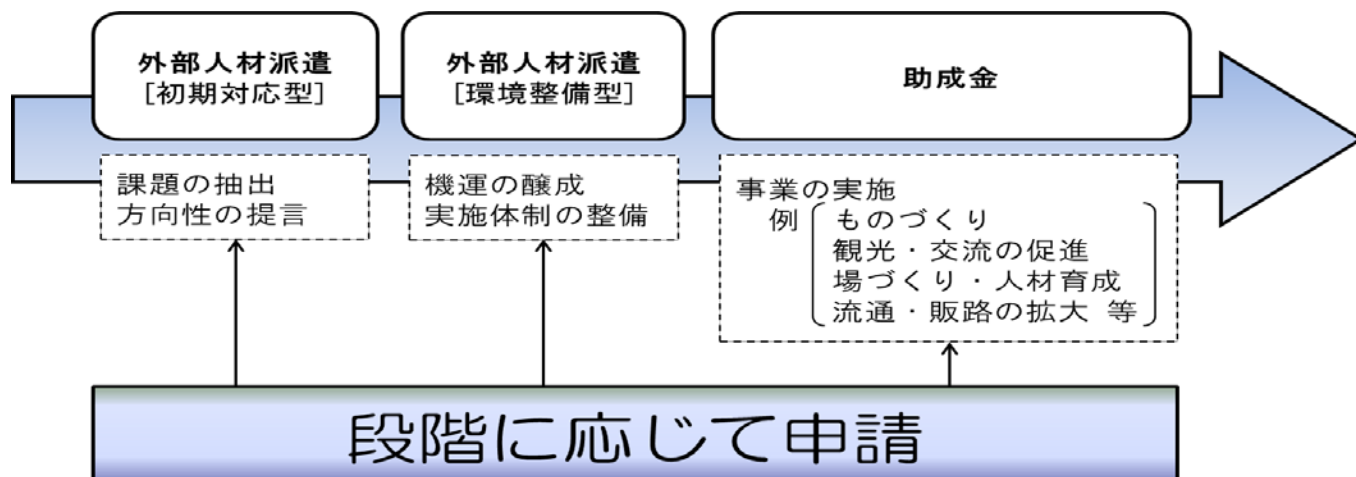 外部人材派遣
[初期対応型]
外部人材派遣
[環境整備型]
助成金
課題の抽出
方向性の提言
機運の醸成
実施体制の整備
事業の実施
例 ものづくり
観光・交流の促進
場づくり・人材育成
流通・販路の拡大 等
段階に応じて申請